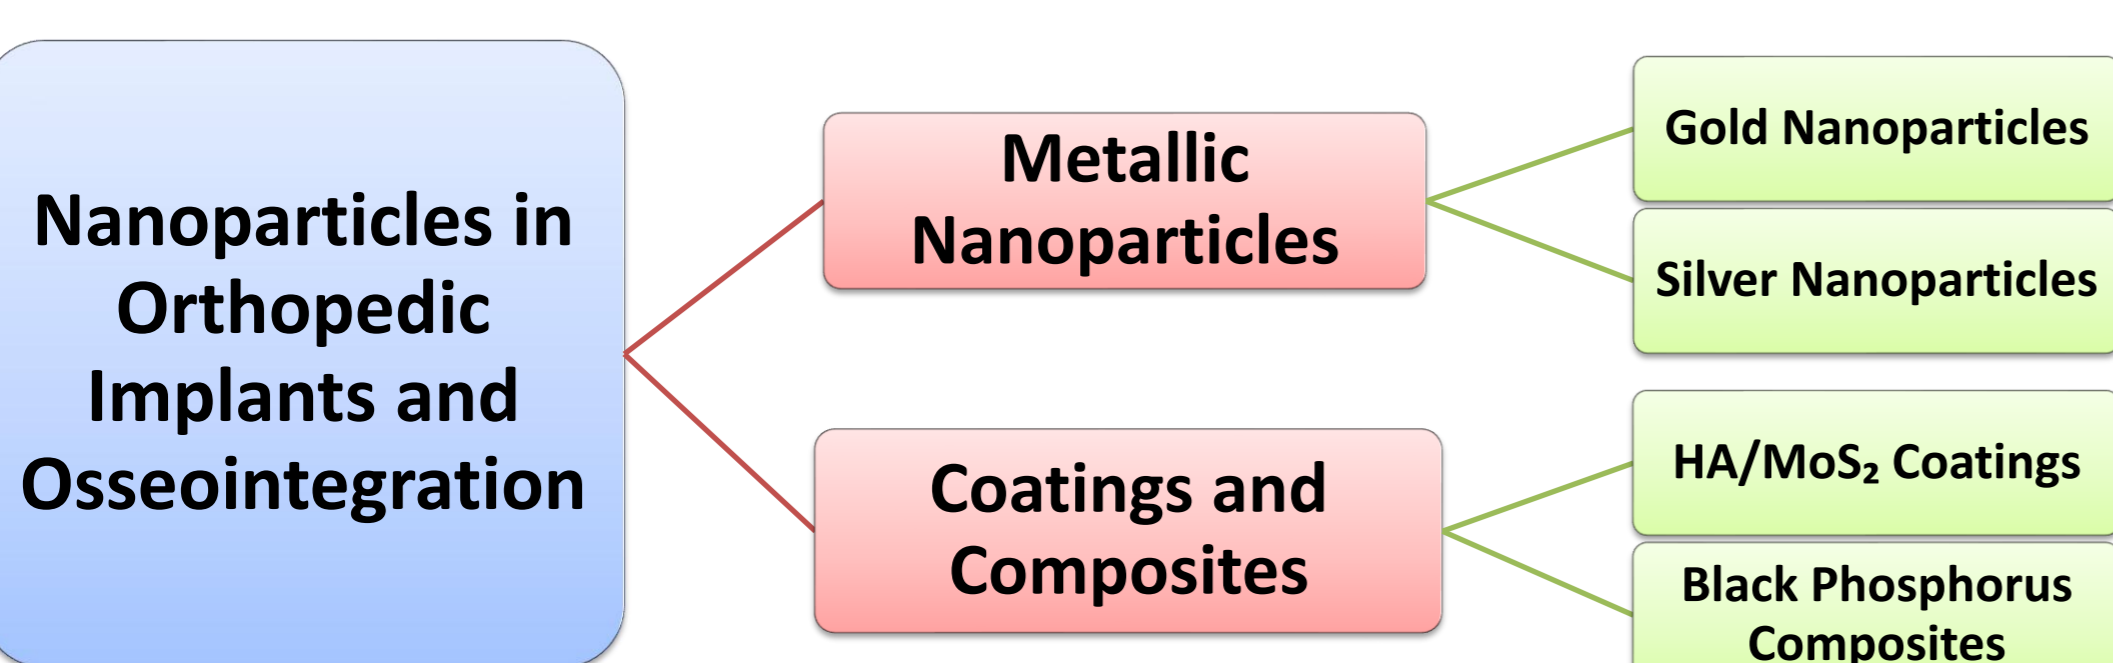 Nanoparticles in
Orthopedic
Implants and
Osseointegration
Metallic
Nanoparticles
Gold Nanoparticles
Silver Nanoparticles
Coatings and
Composites
HA/MoS₂ Coatings
Black Phosphorus
Composites